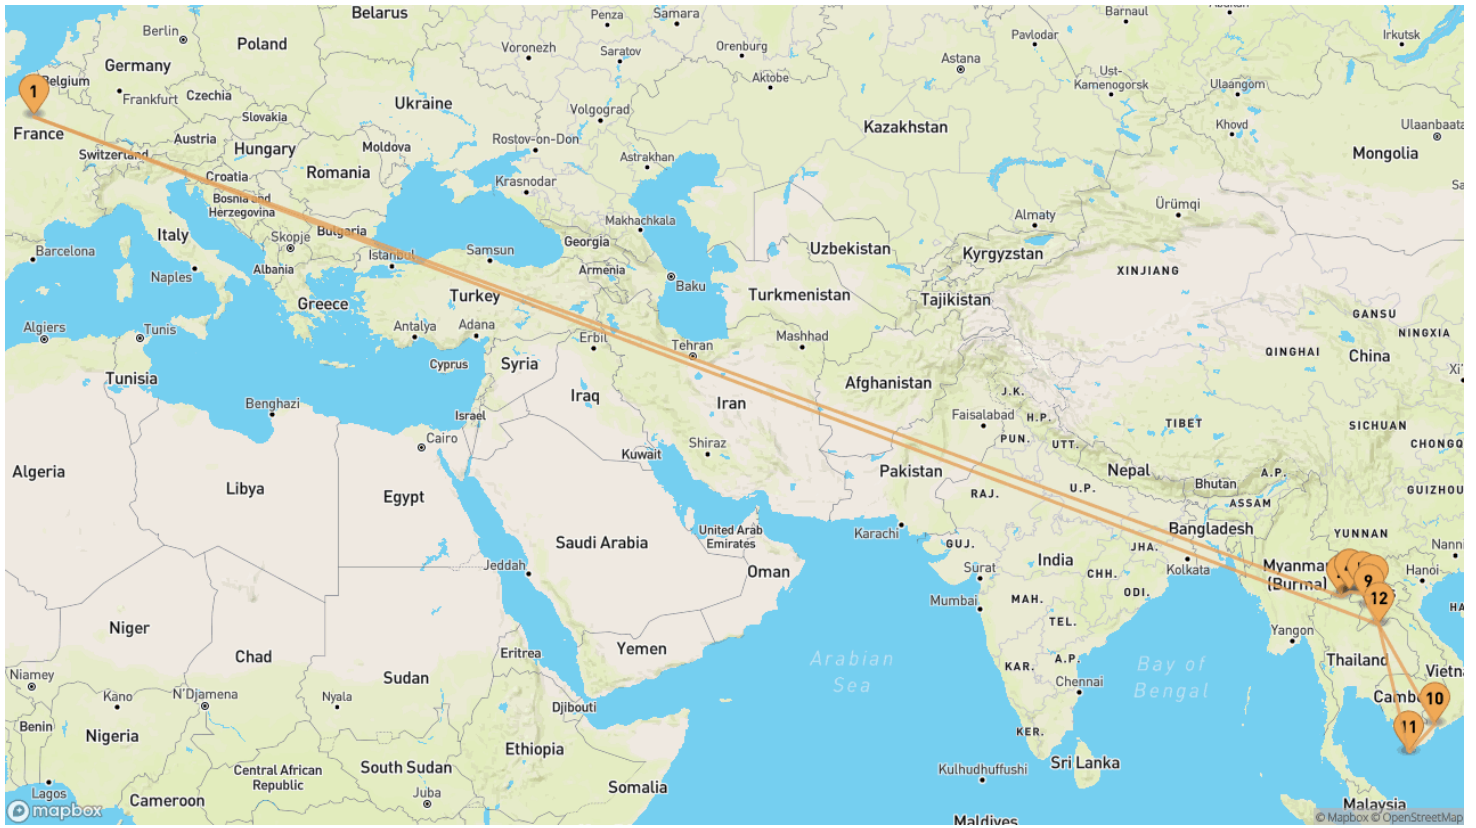 Belarus
Penza
Samara
Barnaul
Berlin
Poland
Voronezh
Saratov
Orenburg
Pavlodar
Irkutsk
Germany
Astana
Belgium
1
Frankfurt
Czechia
Ukraine
Aktobe
Ust-
Kamenogorsk
Ulaangom
France
Slovakia
Volgograd
Kazakhstan
Khovd
Ulaanbaata
Austria
Hungary
Moldova
Rostov-on-Don
Mongolia
Switzerland
Romania
Astrakhan
Croatia
Krasnodar
Bosnia and
Herzegovina
Makhachkala
Almaty
Ürümqi
Italy
Skopje
Bulgaria
Georgia
Uzbekistan
Kyrgyzstan
Barcelona
Istanbul
Samsun
Naples
Albania
Armenia
Baku
Turkmenistan
Tajikistan
XINJIANG
Greece
Turkey
GANSU
Algiers
Tunis
Antalya
Adana
Erbil
Tehran
Mashhad
NINGXIA
Cyprus
Syria
QINGHAI
China
Tunisia
Afghanistan
Benghazi
Iraq
Iran
J.K.
Israel
Faisalabad
H.P.
TIBET
SICHUAN
Cairo
Shiraz
PUN.
UTT.
CHONGQ
Kuwait
Algeria
Libya
Egypt
Pakistan
Nepal
Bhutan
A.P.
RAJ.
U.P.
ASSAM
GUIZHOU
United Arab
Emirates
Karachi
Bangladesh
YUNNAN
Saudi Arabia
GUJ.
JHA.
Nanni
Jeddah
Oman
India
Kolkata
Myanmar
(Burma)
Hanoi
Surat
CHH.
9
Mumbai
MAH.
ODI.
12
Niger
TEL.
Yangon
Chad
Eritrea
Yemen
Arabian
Sea
KAR.
A.P.
Bay of
Bengal
Thailand
Niamey
Kano
N'Djamena
Sudan
Nyala
Chennai
Vietna
Djibouti
Camb
10
Benin
Nigeria
Ethiopia
KER.
11
Central African
Republic
South Sudan
Kulhudhuffushi
Sri Lanka
Lagos
Cameroon
Juba
Somalia
Malaysia
mapbox
Maldives
© Mapbox © OpenStreetMap